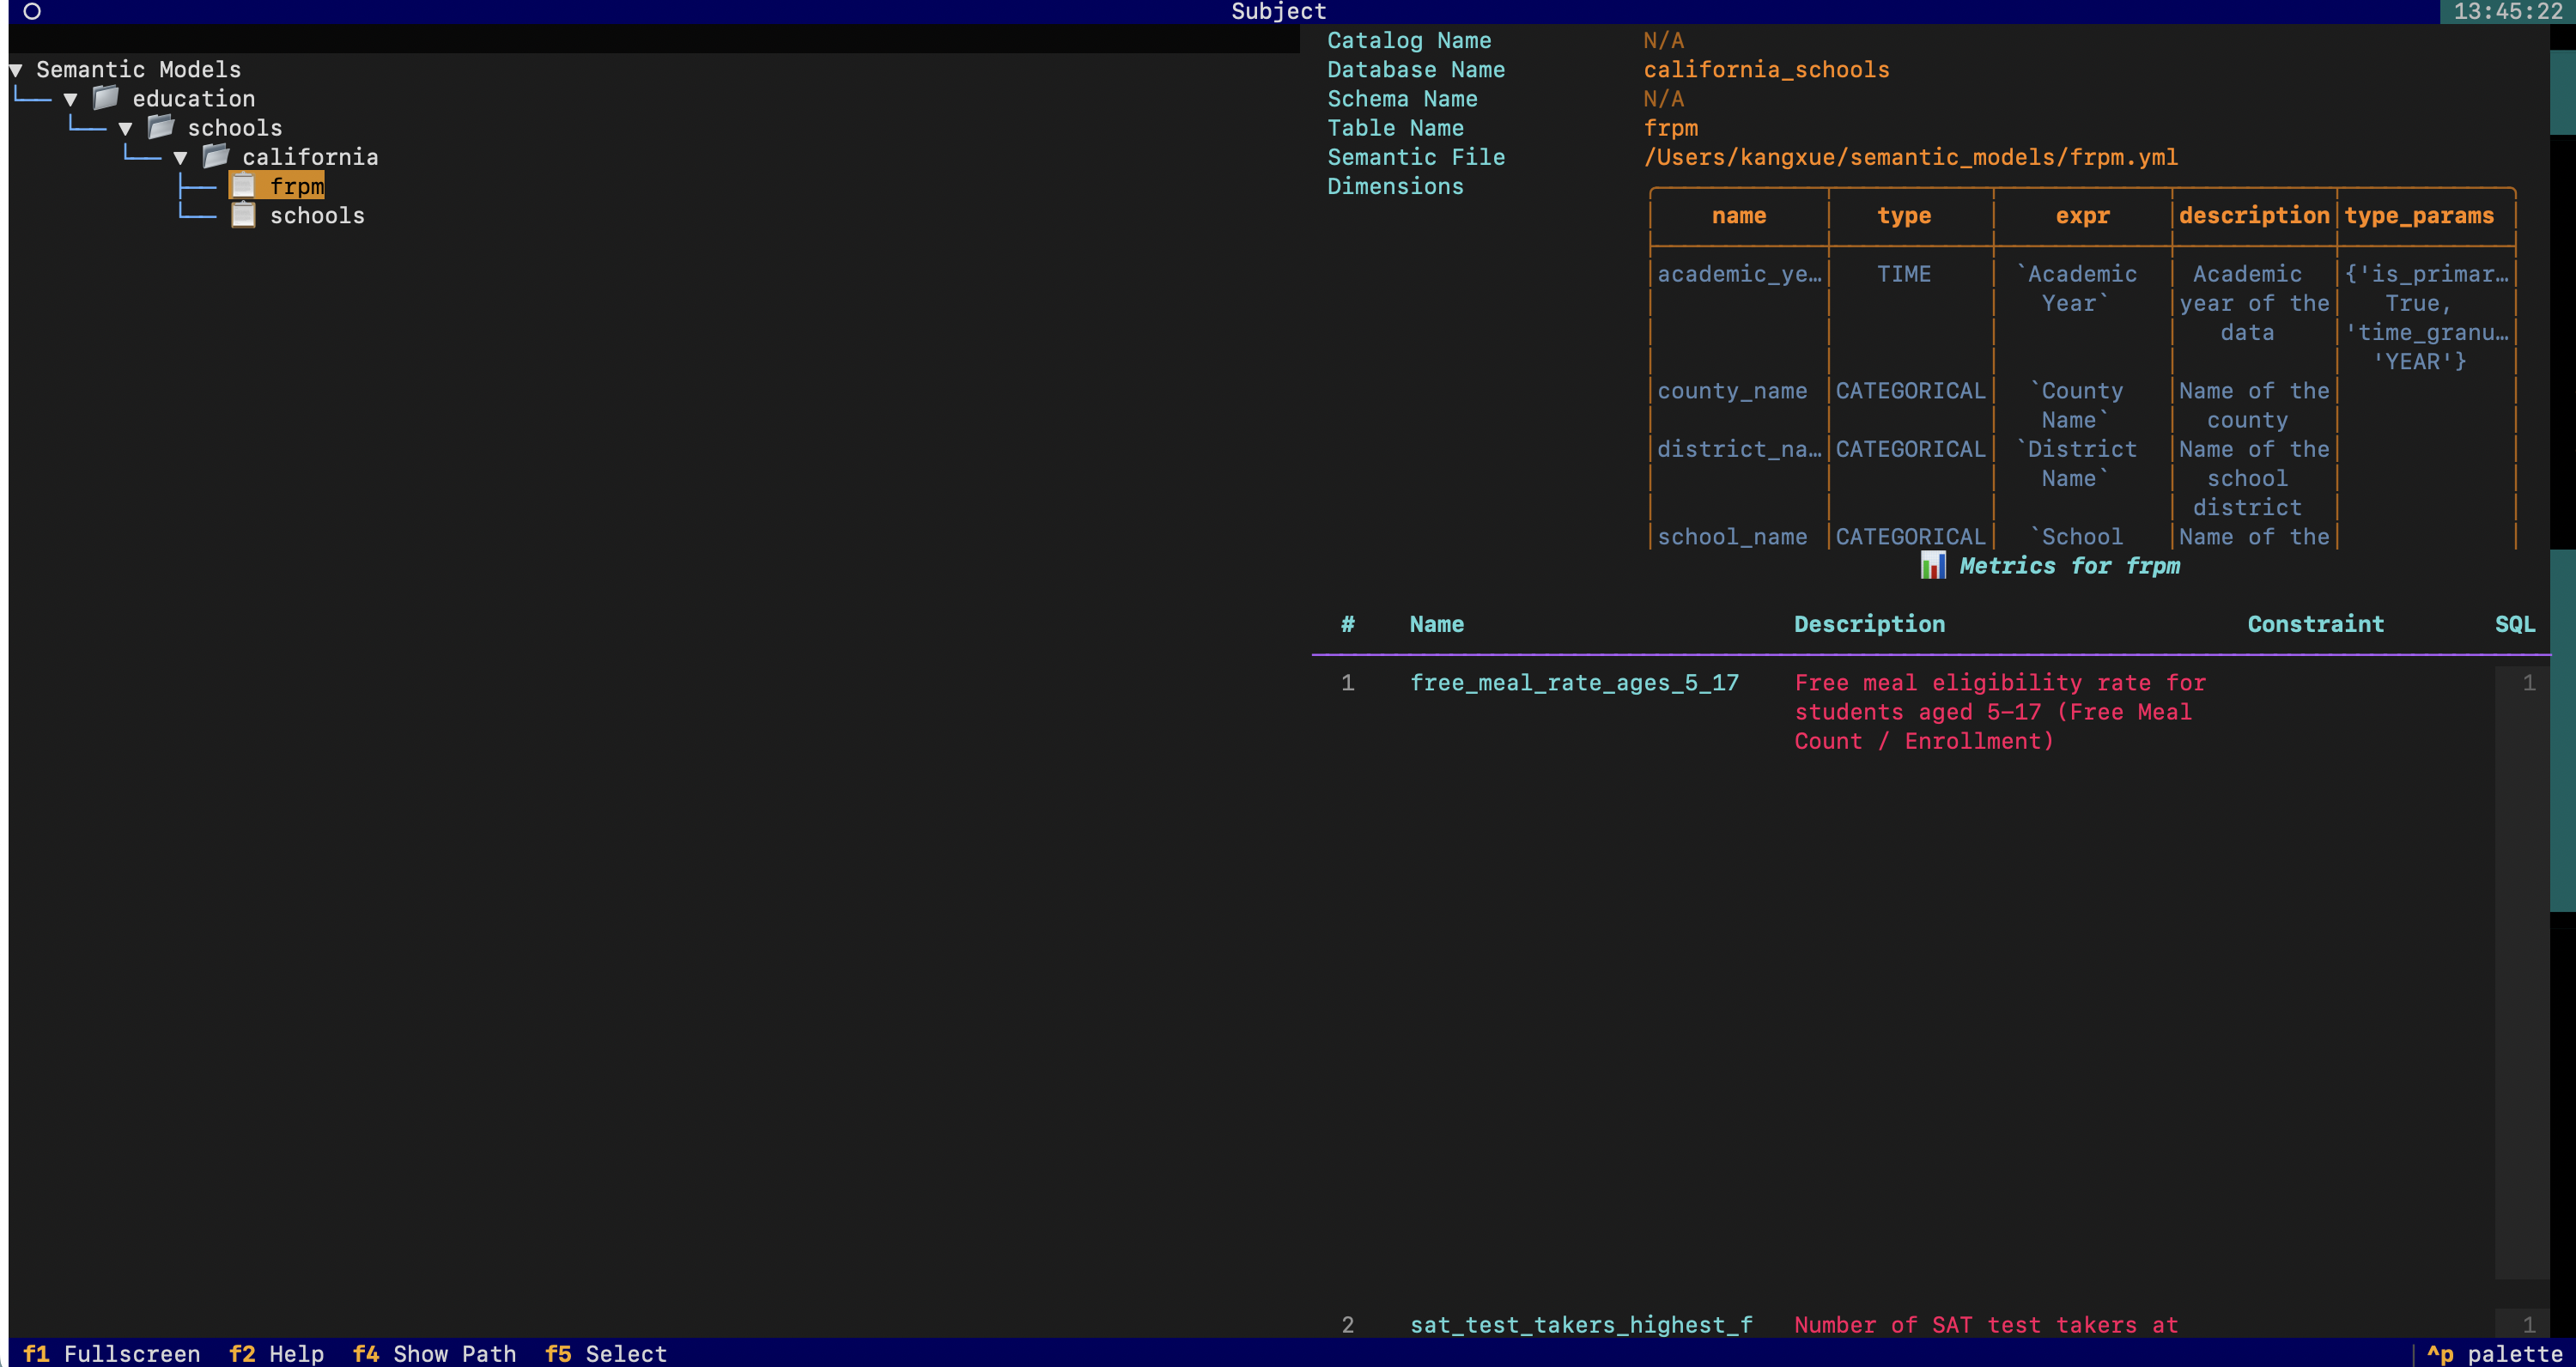 Subject
13:45:22
▼ Semantic Models
▼ education
▼ schools
▼ california
frpm
schools
Catalog Name N/A
Database Name california_schools
Schema Name N/A
Table Name frpm
Semantic File /Users/kangxue/semantic_models/frpm.yml
Dimensions
name type expr description type_params
academic_ye… TIME `Academic Academic {'is_primar…
Year` year of the True,
data 'time_granu…
'YEAR'}
county_name CATEGORICAL `County Name of the
Name` county
district_na… CATEGORICAL `District Name of the
Name` school
district
school_name CATEGORICAL `School Name of the
📊 Metrics for frpm
# Name Description Constraint SQL
1 free_meal_rate_ages_5_17 Free meal eligibility rate for 1
students aged 5–17 (Free Meal
Count / Enrollment)
2 sat_test_takers_highest_f Number of SAT test takers at 1
f1 Fullscreen f2 Help f4 Show Path f5 Select ^p palette